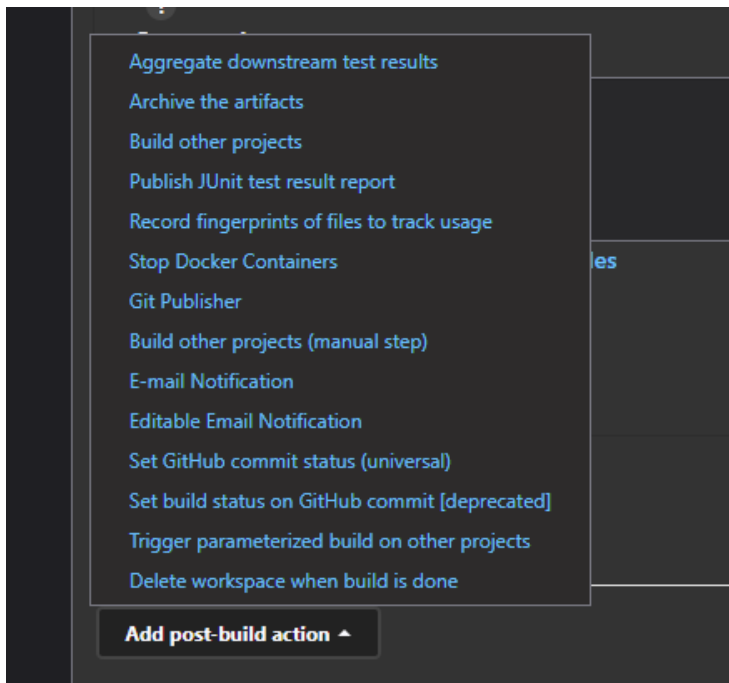 ?
Aggregate downstream test results
Archive the artifacts
Build other projects
Publish JUnit test result report
Record fingerprints of files to track usage
Stop Docker Containers
les
Git Publisher
Build other projects (manual step)
E-mail Notification
Editable Email Notification
Set GitHub commit status (universal)
Set build status on GitHub commit [deprecated]
Trigger parameterized build on other projects
Delete workspace when build is done
Add post-build action